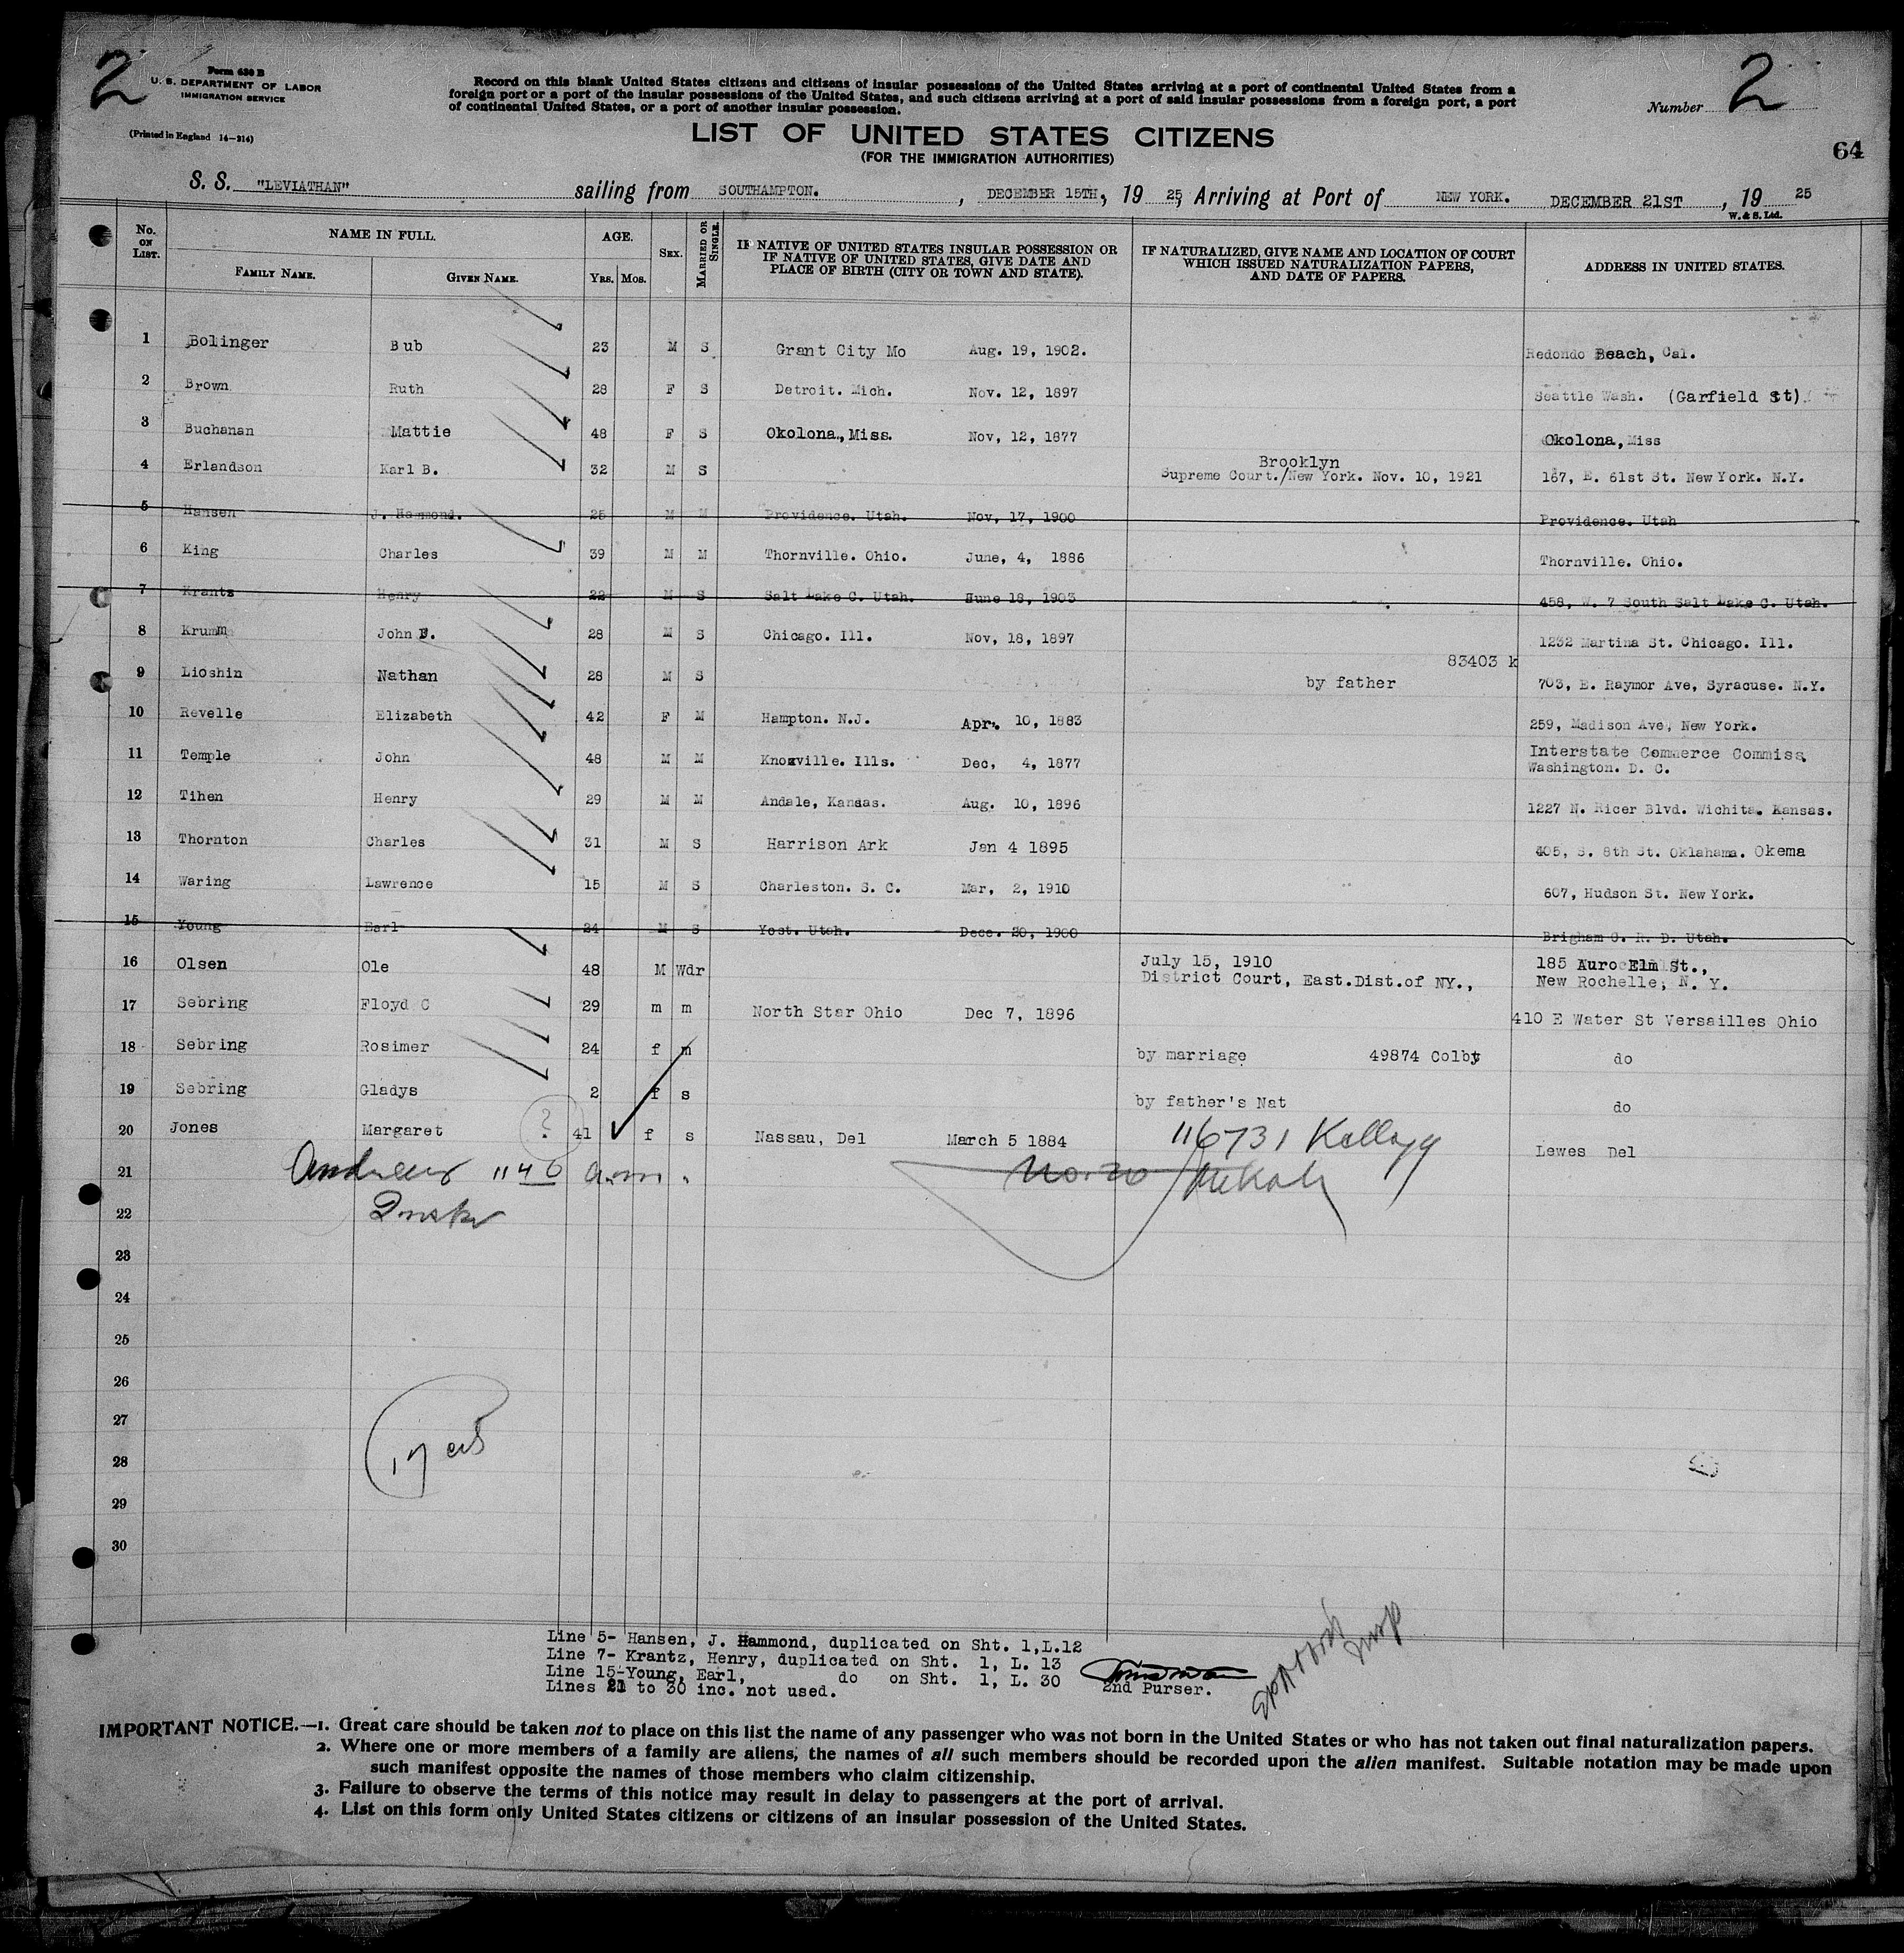 2
Form 630 B
U. S. DEPARTMENT OF LABOR
IMMIGRATION SERVICE
(Printed in England 14—214)
Record on this blank United States citizens and citizens of insular possessions of the United States arriving at a port of continental United States from a
foreign port or a port of the insular possessions of the United States, and such citizens arriving at a port of said insular possessions from a foreign port, a port
of continental United States, or a port of another insular possession.
Number 2
LIST OF UNITED STATES CITIZENS
(FOR THE IMMIGRATION AUTHORITIES)
64
S. S. "LEVIATHAN" sailing from SOUTHAMPTON. , DECEMBER 15TH, 19 25, Arriving at Port of NEW YORK. DECEMBER 21ST , 19 25
W. & S. Ltd.
No. ON LIST. NAME IN FULL. AGE. SEX. MARRIED OR SINGLE. IF NATIVE OF UNITED STATES INSULAR POSSESSION OR IF NATIVE OF UNITED STATES, GIVE DATE AND PLACE OF BIRTH (CITY OR TOWN AND STATE). IF NATURALIZED, GIVE NAME AND LOCATION OF COURT WHICH ISSUED NATURALIZATION PAPERS, AND DATE OF PAPERS. ADDRESS IN UNITED STATES.
FAMILY NAME. GIVEN NAME. YRS. MOS.
1 Bolinger Bub 23 M S Grant City Mo Aug. 19, 1902. Redondo Beach, Cal.
2 Brown Ruth 28 F S Detroit. Mich. Nov. 12, 1897 Seattle Wash. (Garfield St)
3 Buchanan Mattie 48 F S Okolona, Miss. Nov, 12, 1877 Okolona, Miss
4 Erlandson Karl B. 32 M S Brooklyn Supreme Court./New York. Nov. 10, 1921 167, E. 61st St. New York. N.Y.
5 Hansen J. Hammond. 25 M M Providence. Utah. Nov, 17, 1900 Providence. Utah
6 King Charles 39 M M Thornville. Ohio. June, 4, 1886 Thornville. Ohio.
7 Krantz Henry 22 M S Salt Lake C. Utah. June 18, 1903 458, W. 7 South Salt Lake C. Utah.
8 Krumm John F. 28 M S Chicago. Ill. Nov, 18, 1897 1232 Martina St. Chicago. Ill.
9 Lioshin Nathan 28 M S 83403 k by father 703, E. Raymor Ave, Syracuse. N.Y.
10 Revelle Elizabeth 42 F M Hampton. N.J. Apr. 10, 1883 259, Madison Ave, New York.
11 Temple John 48 M M Knoxville. Ills. Dec, 4, 1877 Interstate Commerce Commiss. Washington. D. C.
12 Tihen Henry 29 M M Andale, Kansas. Aug. 10, 1896 1227 N. Ricer Blvd. Wichita. Kansas.
13 Thornton Charles 31 M S Harrison Ark Jan 4 1895 405, S. 8th St. Oklahama. Okema
14 Waring Lawrence 15 M S Charleston. S. C. Mar, 2, 1910 607, Hudson St. New York.
15 Young Earl 24 M S Yost. Utah. Dece. 20, 1900 Brigham C. R. D. Utah.
16 Olsen Ole 48 M Wdr July 15, 1910 District Court, East.Dist.of NY., 185 Elm St., New Rochelle, N. Y.
17 Sebring Floyd C 29 m m North Star Ohio Dec 7, 1896 410 E Water St Versailles Ohio
18 Sebring Rosimer 24 f m by marriage 49874 Colby do
19 Sebring Gladys 2 f s by father's Nat do
20 Jones Margaret ? 41 f s Nassau, Del March 5 1884 116731 Kellogg Lewes Del
21 1140 a.m. No. 20
22
23
24
25
26
27
28
29
30
Line 5- Hansen, J. Hammond, duplicated on Sht. 1,L.12
Line 7- Krantz, Henry, duplicated on Sht. 1, L. 13
Line 15-Young, Earl, do on Sht. 1, L. 30
Lines 21 to 30 inc. not used. 2nd Purser.
IMPORTANT NOTICE.—1. Great care should be taken not to place on this list the name of any passenger who was not born in the United States or who has not taken out final naturalization papers.
2. Where one or more members of a family are aliens, the names of all such members should be recorded upon the alien manifest. Suitable notation may be made upon
such manifest opposite the names of those members who claim citizenship.
3. Failure to observe the terms of this notice may result in delay to passengers at the port of arrival.
4. List on this form only United States citizens or citizens of an insular possession of the United States.